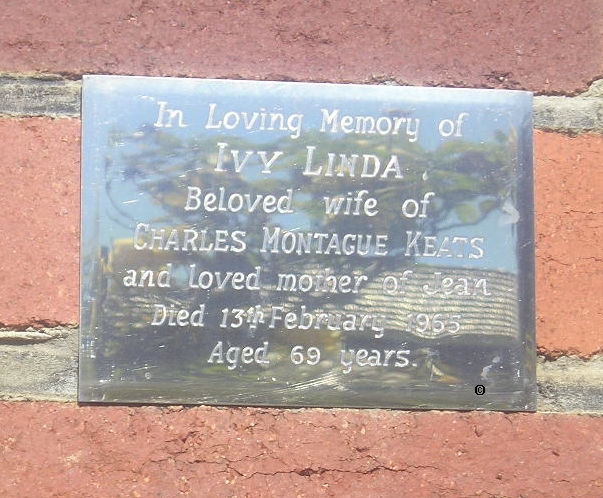 In Loving Memory of
IVY LINDA.
Beloved wife of
CHARLES MONTAGUE KEATS
and loved mother of Jean
Died 13th February 1965
Aged 69 years.
©